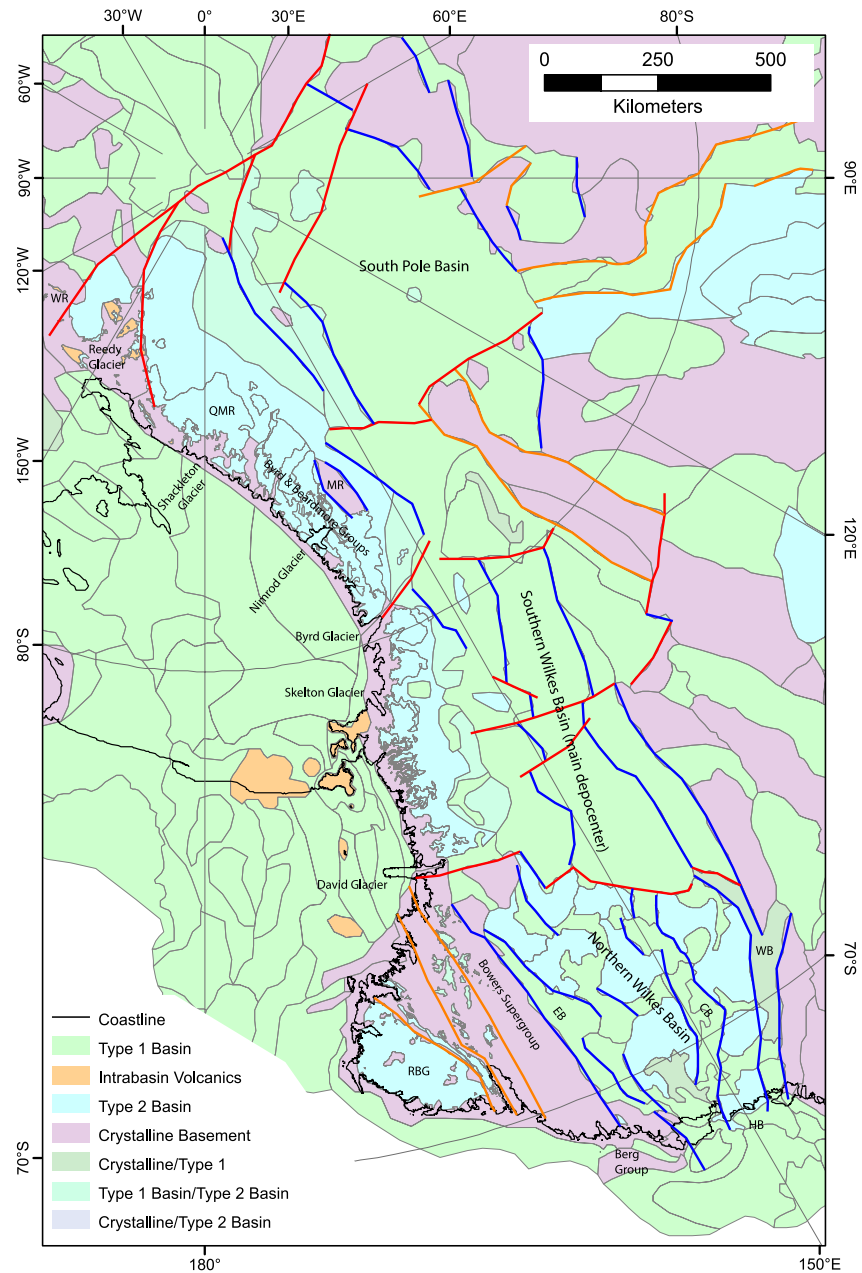 30°W 0° 30°E 60°E 80°S
0 250 500
Kilometers
60°W
90°W
120°W
150°W
80°S
70°S
90°E
120°E
70°S
South Pole Basin
WR
Reedy
Glacier
QMR
Shackleton
Glacier
Byrd & Beardmore Groups
MR
Nimrod Glacier
Byrd Glacier
Skelton Glacier
Southern Wilkes Basin (main depocenter)
David Glacier
Northern Wilkes Basin
WB
Bowers Supergroup
EB
CB
RBG
HB
Berg
Group
Coastline
Type 1 Basin
Intrabasin Volcanics
Type 2 Basin
Crystalline Basement
Crystalline/Type 1
Type 1 Basin/Type 2 Basin
Crystalline/Type 2 Basin
180° 150°E